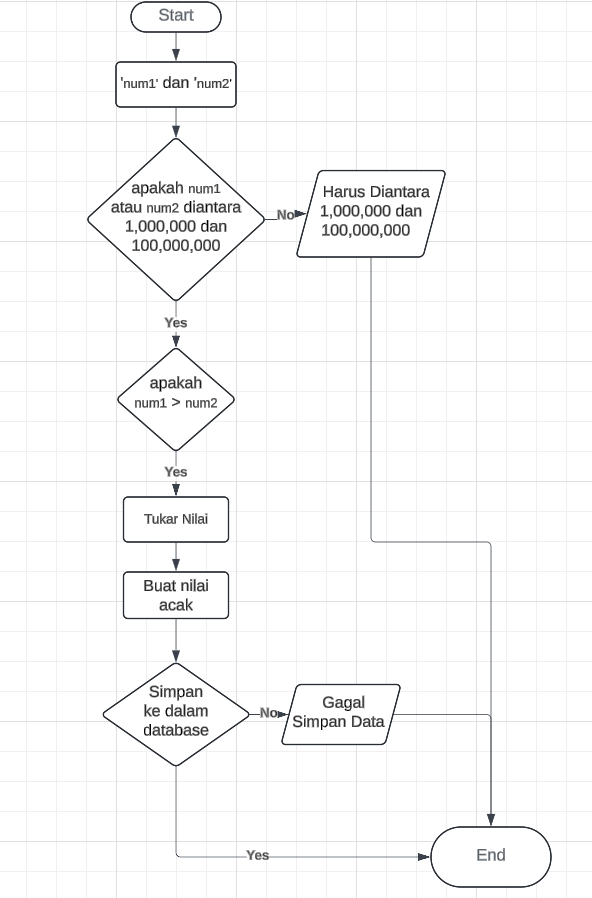 Start
'num1' dan 'num2'
apakah num1
atau num2 diantara
1,000,000 dan
100,000,000
No
Harus Diantara
1,000,000 dan
100,000,000
Yes
apakah
num1 > num2
Yes
Tukar Nilai
Buat nilai
acak
Simpan
ke dalam
database
No
Gagal
Simpan Data
Yes
End